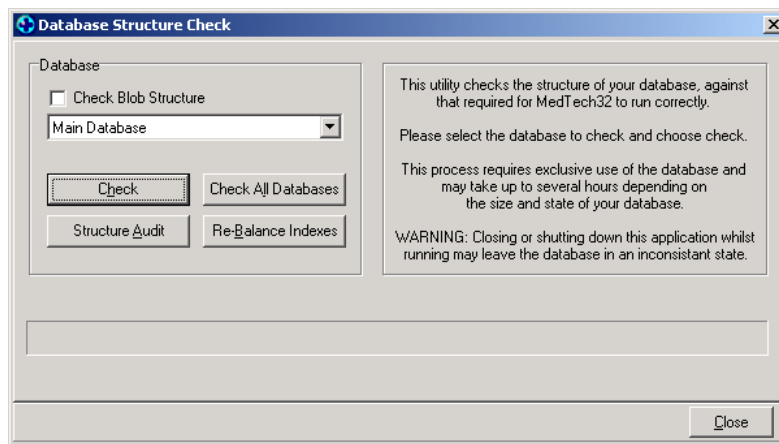 Database Structure Check
Database
Check Blob Structure
Main Database
Check
Check All Databases
Structure Audit
Re-Balance Indexes
This utility checks the structure of your database, against
that required for MedTech32 to run correctly.
Please select the database to check and choose check.
This process requires exclusive use of the database and
may take up to several hours depending on
the size and state of your database.
WARNING: Closing or shutting down this application whilst
running may leave the database in an inconsistant state.
Close